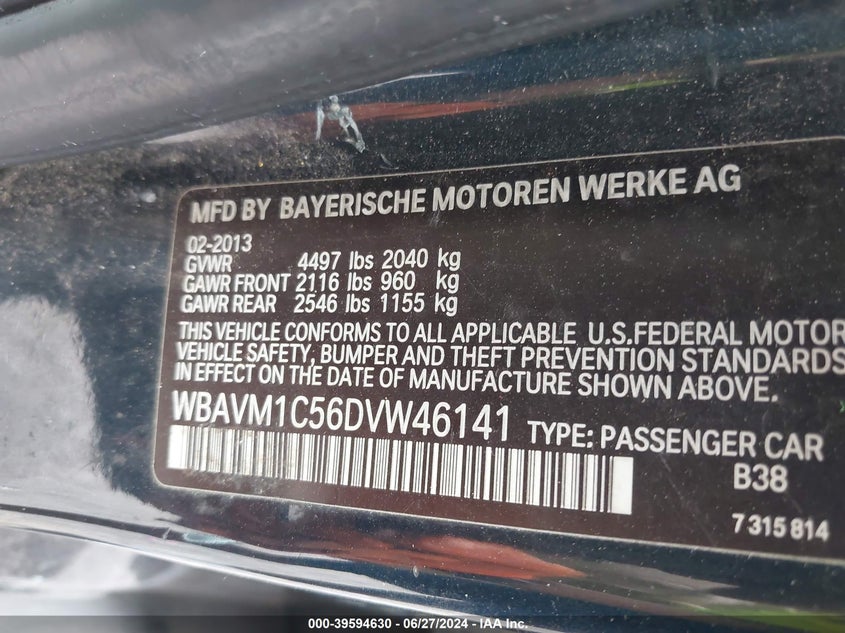 MFD BY BAYERISCHE MOTOREN WERKE AG
02-2013
GVWR 4497 lbs 2040 kg
GAWR FRONT 2116 lbs 960 kg
GAWR REAR 2546 lbs 1155 kg
THIS VEHICLE CONFORMS TO ALL APPLICABLE U.S.FEDERAL MOTOR
VEHICLE SAFETY, BUMPER AND THEFT PREVENTION STANDARDS
IN EFFECT ON THE DATE OF MANUFACTURE SHOWN ABOVE.
WBAVM1C56DVW46141 TYPE: PASSENGER CAR
B38
7 315 814
000-39594630 - 06/27/2024 - IAA Inc.